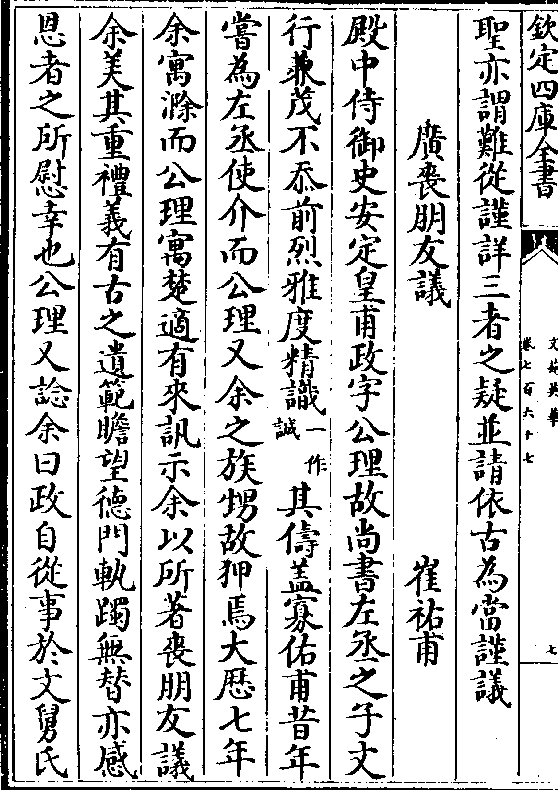 欽定四庫全書
文苑英華
卷七百六十七
七
聖亦謂難從謹詳三者之疑並請依古為當謹議
廣喪朋友議 崔祐甫
殿中侍御史安定皇甫政字公理故尚書左丞之子文
行兼茂不忝前烈雅度精識一作誠其儔蓋寡佑甫昔年
嘗為左丞使介而公理又余之族甥故狎焉大厯七年
余寓滁而公理寓楚適有來訊示余以所著喪朋友議
余美其重禮義有古之遺範瞻望德門軌躅無替亦感
恩者之所慰幸也公理又諗余曰政自從事於文舅氏